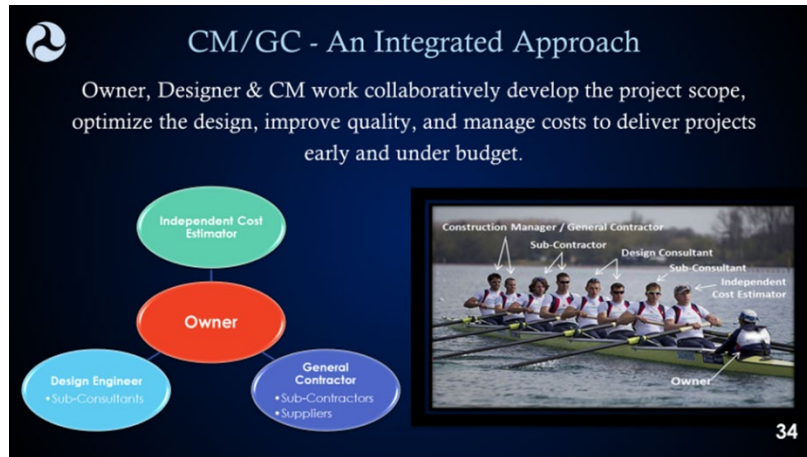 CM/GC - An Integrated Approach
Owner, Designer & CM work collaboratively develop the project scope,
optimize the design, improve quality, and manage costs to deliver projects
early and under budget.
Independent Cost
Estimator
Owner
Design Engineer
•Sub-Consultants
General
Contractor
•Sub-Contractors
•Suppliers
Construction Manager / General Contractor
Sub-Contractor
Design Consultant
Sub-Consultant
Independent
Cost Estimator
Owner
34